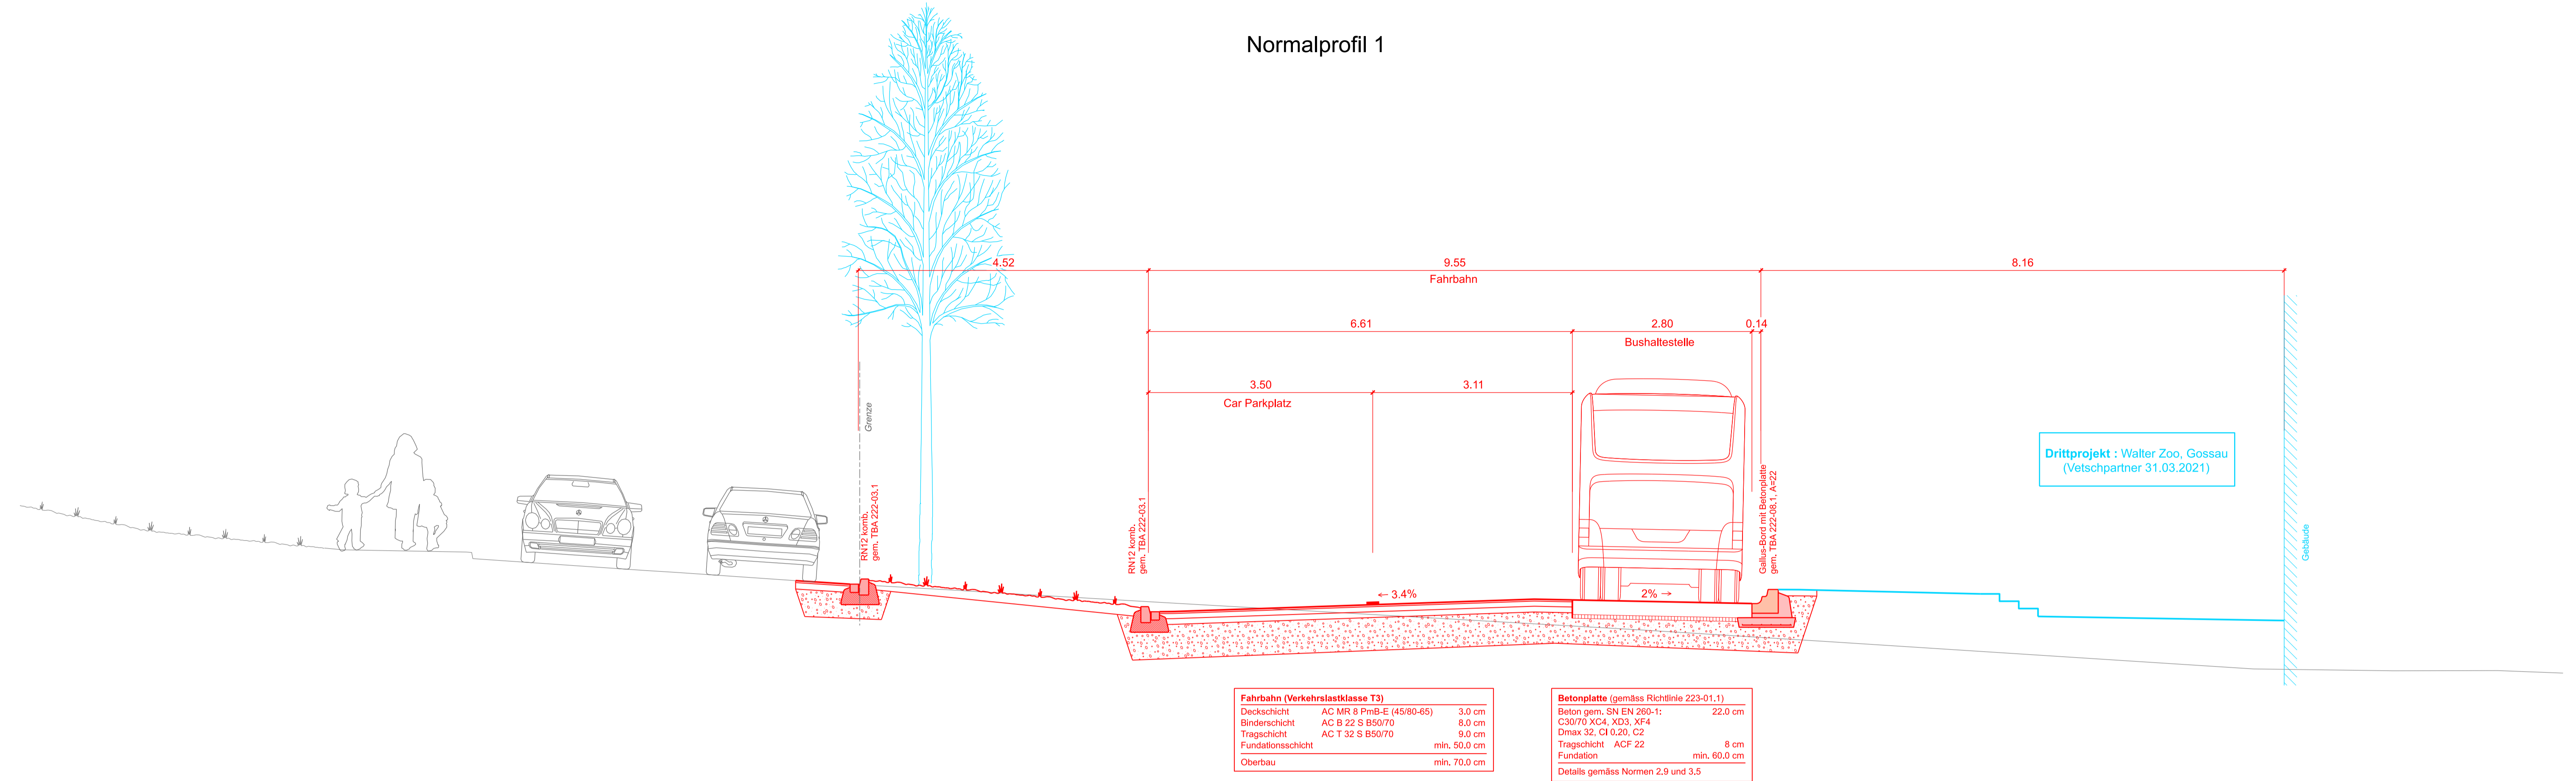 Normalprofil 1
4.52
9.55
8.16
Fahrbahn
6.61
2.80
0.14
Bushaltestelle
3.50
3.11
Car Parkplatz
Grenze
RN12 komb.
gem. TBA 222-03.1
RN12 komb.
gem. TBA 222-03.1
Gallus-Bord mit Betonplatte
gem. TBA 222-08.1, A=22
Drittprojekt : Walter Zoo, Gossau
(Vetschpartner 31.03.2021)
Gebäude
← 3.4%
2% →
Fahrbahn (Verkehrslastklasse T3)
Deckschicht AC MR 8 PmB-E (45/80-65) 3.0 cm
Binderschicht AC B 22 S B50/70 8.0 cm
Tragschicht AC T 32 S B50/70 9.0 cm
Fundationsschicht min. 50.0 cm
Oberbau min. 70.0 cm
Betonplatte (gemäss Richtlinie 223-01.1)
Beton gem. SN EN 260-1: 22.0 cm
C30/70 XC4, XD3, XF4
Dmax 32, Cl 0.20, C2
Tragschicht ACF 22 8 cm
Fundation min. 60.0 cm
Details gemäss Normen 2.9 und 3.5